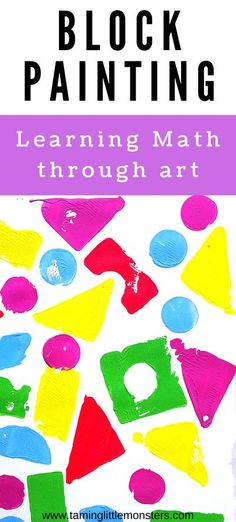 BLOCK
PAINTING
Learning Math
through art
www.taminglittlemonsters.com